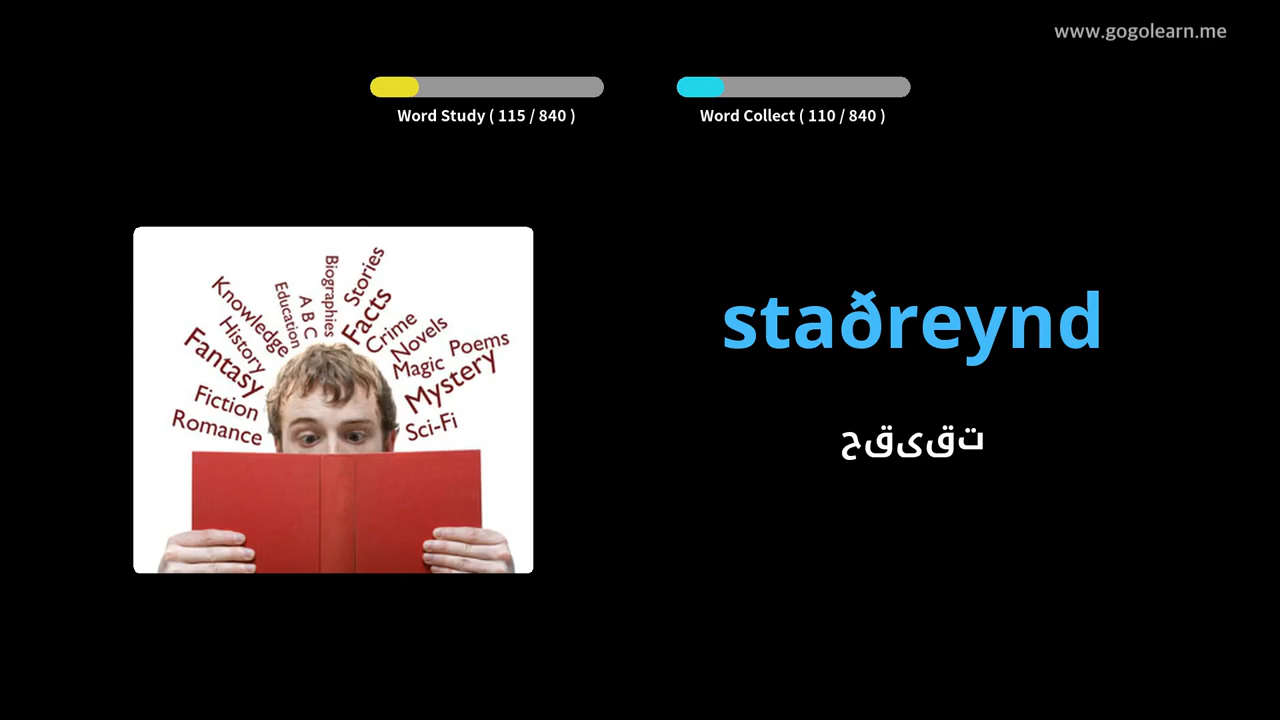 www.gogolearn.me
Word Study ( 115 / 840 )
Word Collect ( 110 / 840 )
Biographies
Stories
Education
A B C
Facts
Knowledge
Crime
History
Novels
Fantasy
Magic
Poems
Mystery
Fiction
Romance
Sci-Fi
staðreynd
تقیقح